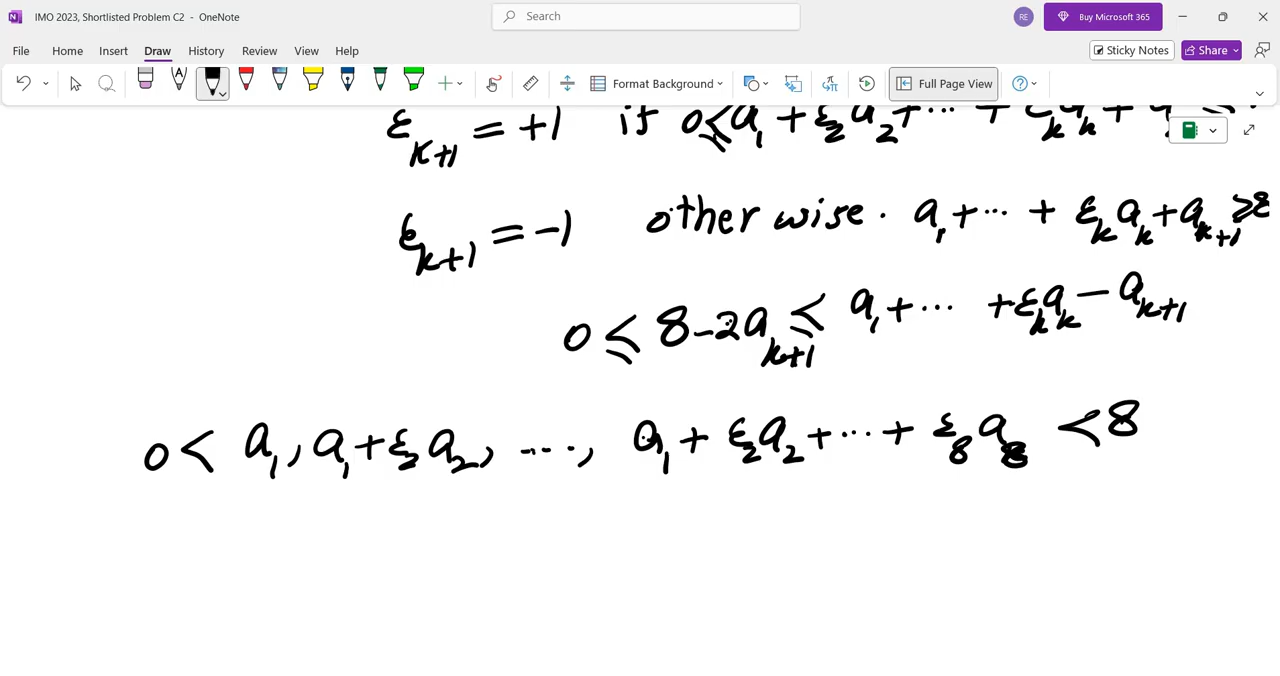 IMO 2023, Shortlisted Problem C2 - OneNote
Search
RE
Buy Microsoft 365
File Home Insert Draw History Review View Help
Sticky Notes
Share
Format Background
Full Page View
ε_{k+1} = +1 if 0 ≤ a_1 + ε_2 a_2 + ... + ε_k a_k +
ε_{k+1} = -1 otherwise. a_1 + ... + ε_k a_k + a_{k+1} ≥ 8
0 ≤ 8 - 2a_{k+1} ≤ a_1 + ... + ε_k a_k - a_{k+1}
0 < a_1, a_1 + ε_2 a_2, ..., a_1 + ε_2 a_2 + ... + ε_8 a_8 < 8